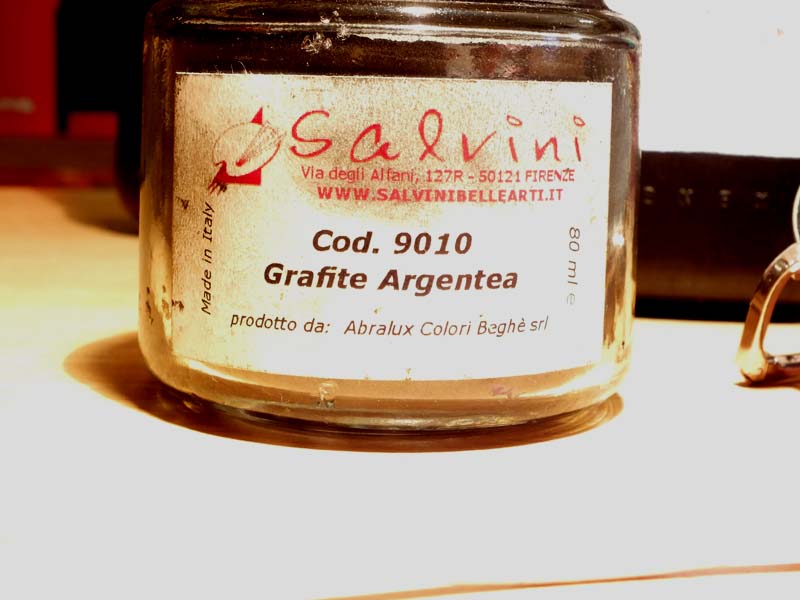 Salvini
Via degli Alfani, 127R - 50121 FIRENZE
WWW.SALVINIBELLEARTI.IT
Made in Italy
Cod. 9010
Grafite Argentea
80 ml e
prodotto da: Abralux Colori Beghè srl